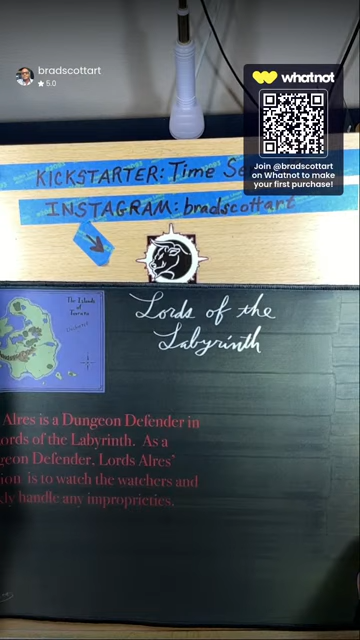 bradscottart
★ 5.0
whatnot
Join @bradscottart
on Whatnot to make
your first purchase!
KICKSTARTER: Time
INSTAGRAM: bradscottart
The Islands
of
Lords of the
Labyrinth
Alres is a Dungeon Defender in
ords of the Labyrinth. As a
geon Defender, Lords Alres'
ion is to watch the watchers and
kly handle any improprieties.